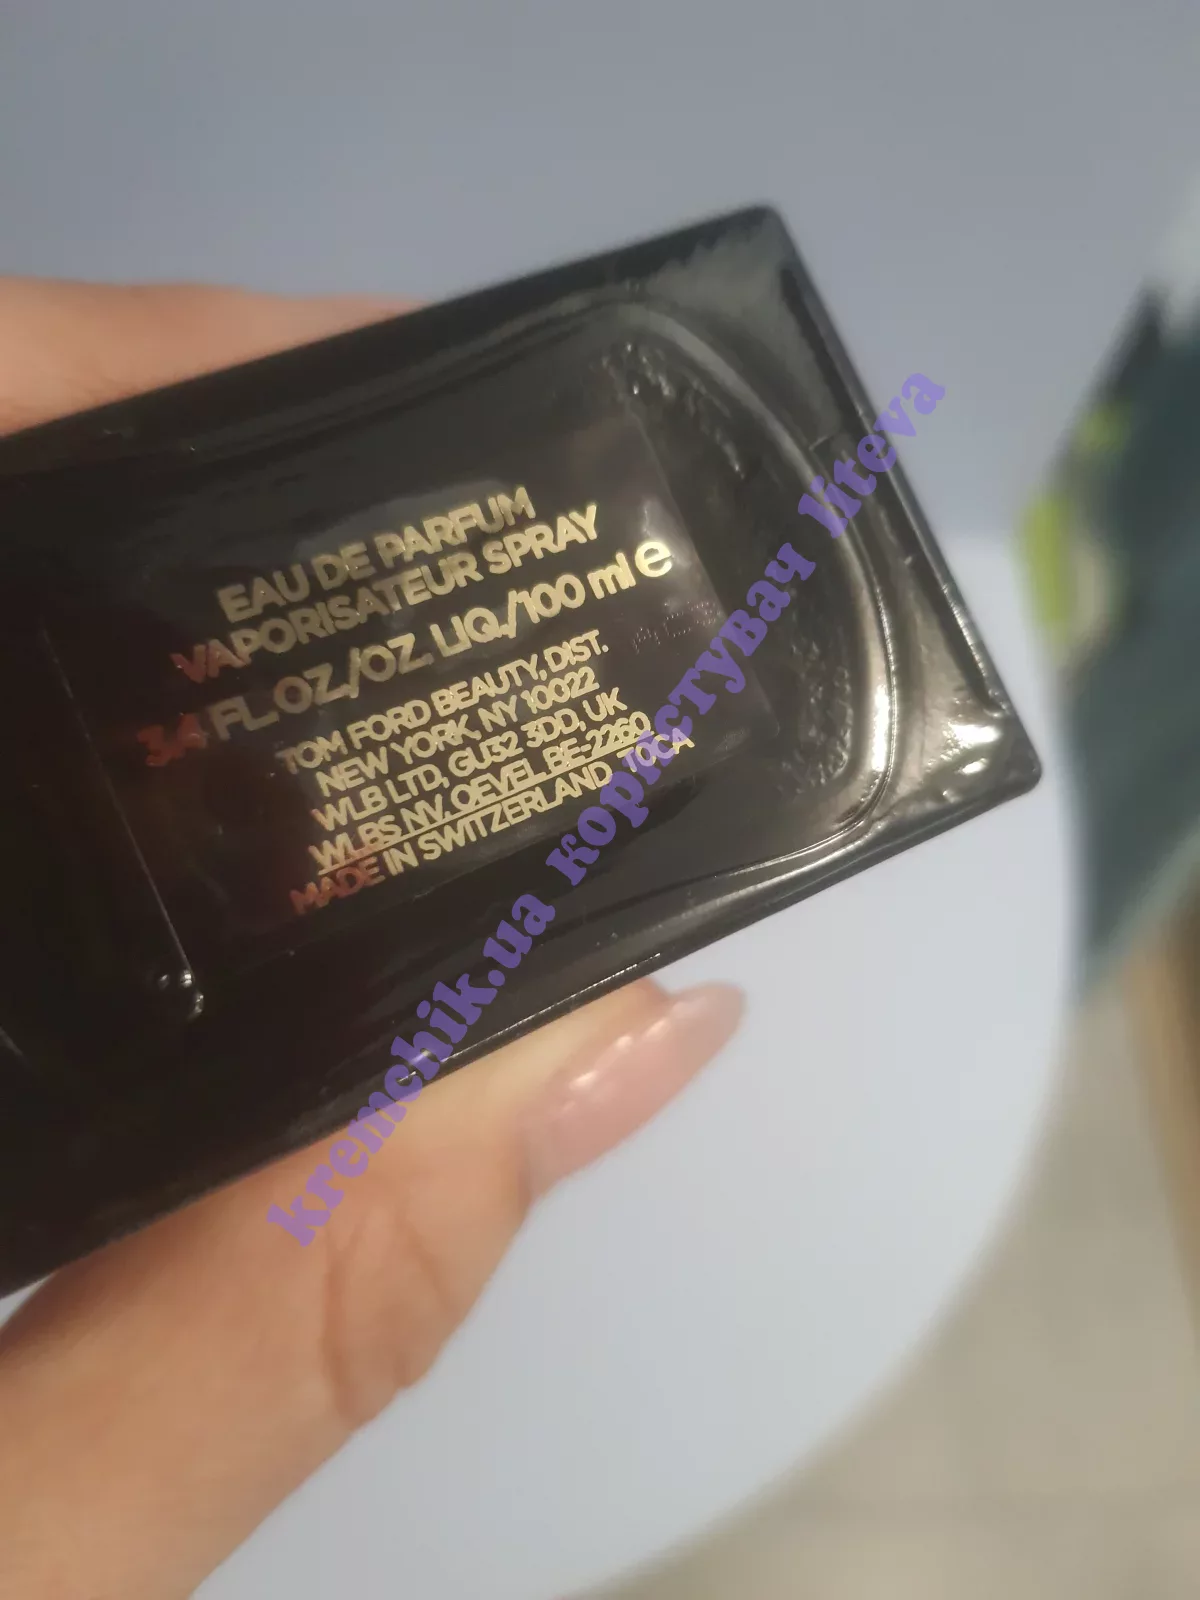 EAU DE PARFUM
VAPORISATEUR SPRAY
3.4 FL.OZ./OZ. LIQ./100 ml e
TOM FORD BEAUTY, DIST.
NEW YORK, NY 10022
WLB LTD, GU32 3DD, UK
WLBS NV. OEVEL BE-2260
MADE IN SWITZERLAND T0CA
kremchik.ua користувач liteva